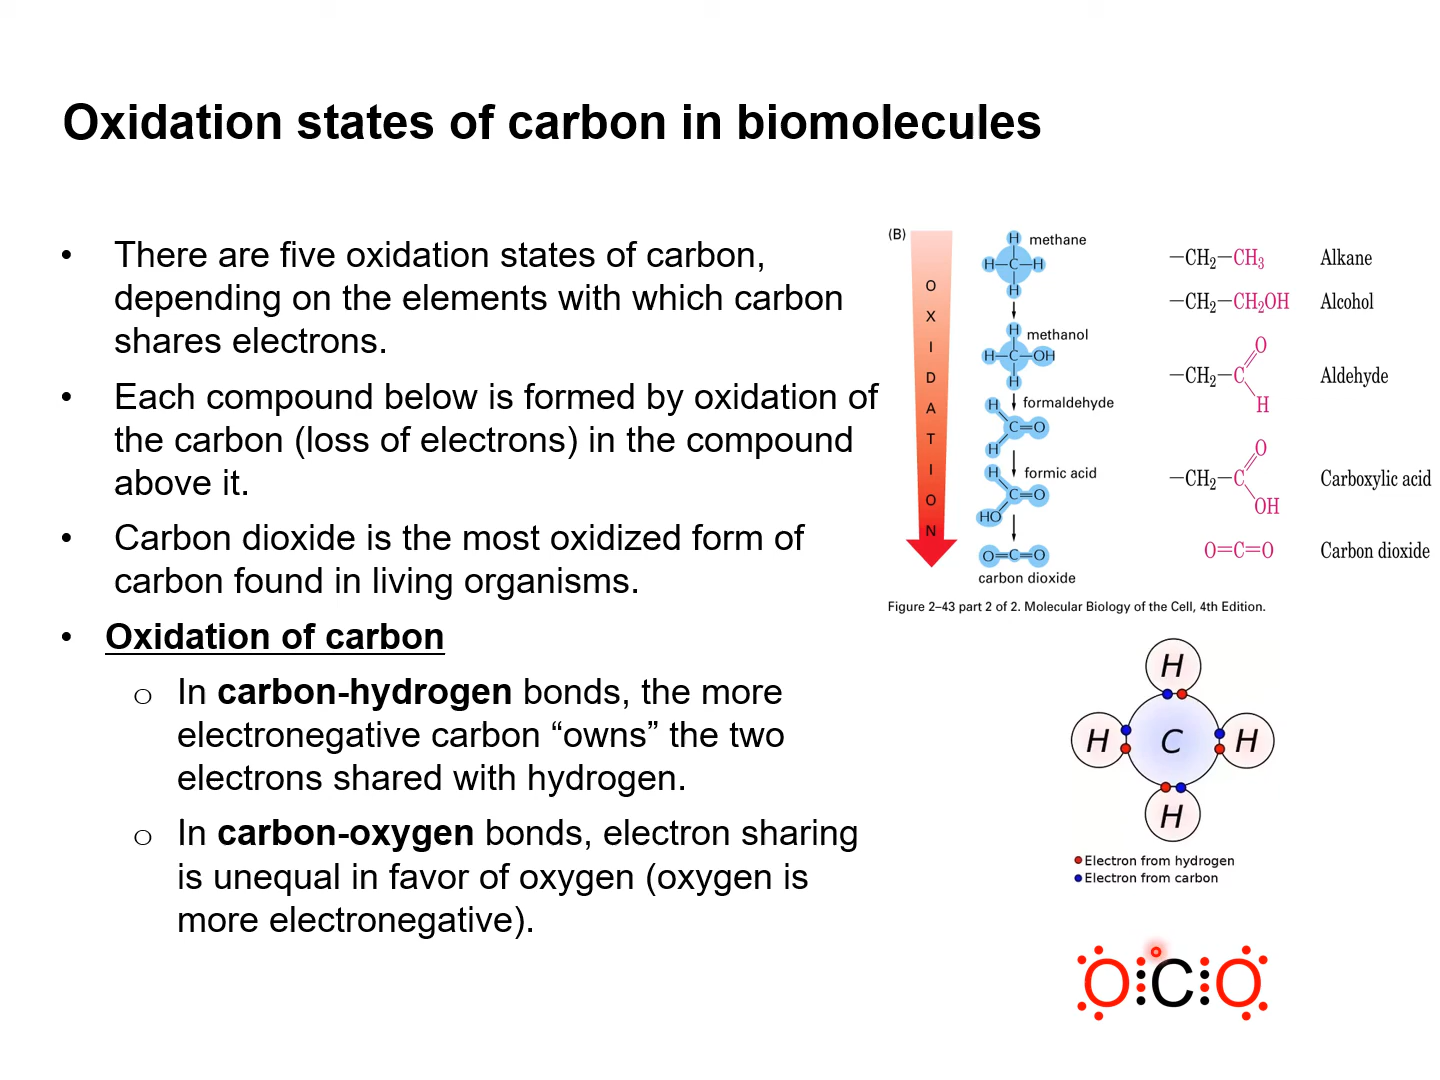 Oxidation states of carbon in biomolecules
• There are five oxidation states of carbon,
depending on the elements with which carbon
shares electrons.
• Each compound below is formed by oxidation of
the carbon (loss of electrons) in the compound
above it.
• Carbon dioxide is the most oxidized form of
carbon found in living organisms.
• Oxidation of carbon
o In carbon-hydrogen bonds, the more
electronegative carbon “owns” the two
electrons shared with hydrogen.
o In carbon-oxygen bonds, electron sharing
is unequal in favor of oxygen (oxygen is
more electronegative).
(B)
OXIDATION
H methane
H–C–H
H
H methanol
H–C–OH
H
H formaldehyde
C=O
H
H formic acid
C=O
HO
O=C=O
carbon dioxide
Figure 2–43 part 2 of 2. Molecular Biology of the Cell, 4th Edition.
—CH₂—CH₃ Alkane
—CH₂—CH₂OH Alcohol
O
—CH₂—C Aldehyde
H
O
—CH₂—C Carboxylic acid
OH
O=C=O Carbon dioxide
H
H C H
H
Electron from hydrogen
Electron from carbon
O C O